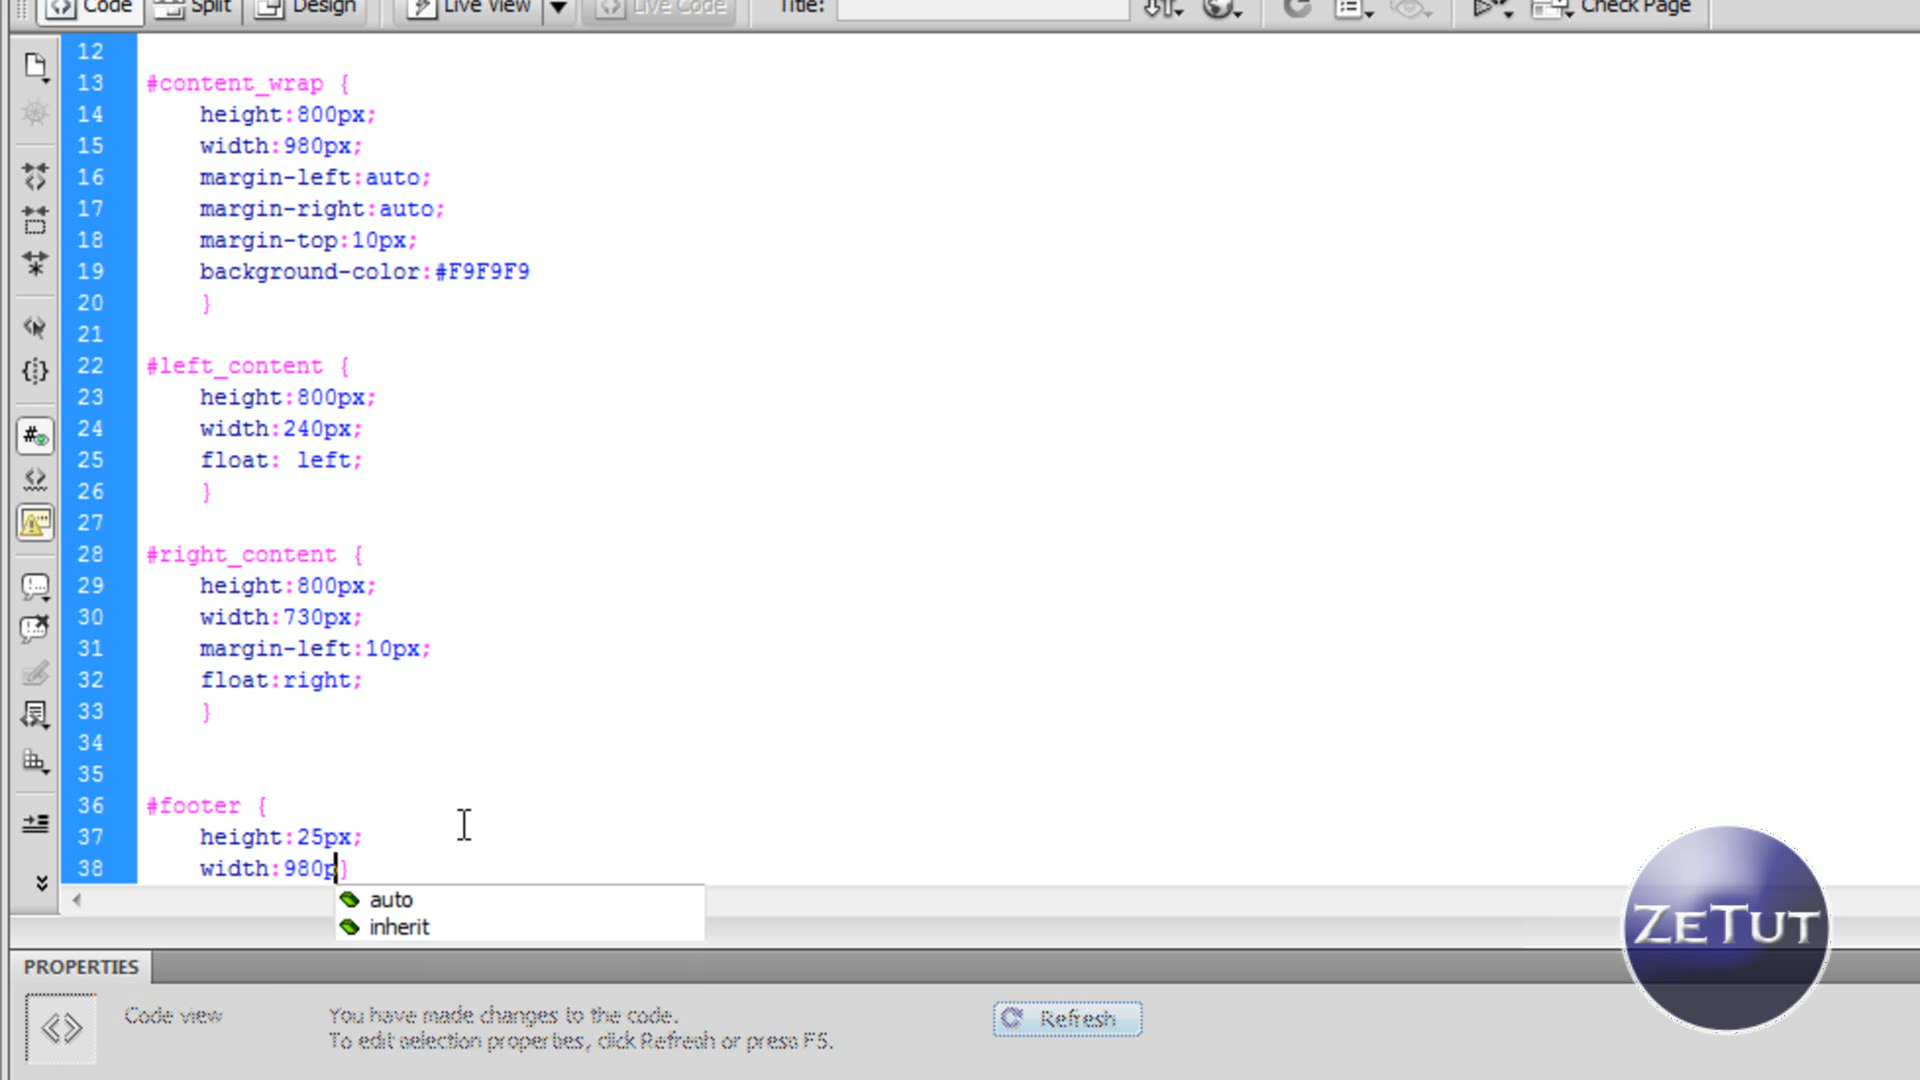 Code Split Design Live View Live Code Title: Check Page
12
13 #content_wrap {
14 height:800px;
15 width:980px;
16 margin-left:auto;
17 margin-right:auto;
18 margin-top:10px;
19 background-color:#F9F9F9
20 }
21
22 #left_content {
23 height:800px;
24 width:240px;
25 float: left;
26 }
27
28 #right_content {
29 height:800px;
30 width:730px;
31 margin-left:10px;
32 float:right;
33 }
34
35
36 #footer {
37 height:25px;
38 width:980p}
auto
inherit
ZETUT
PROPERTIES
Code view You have made changes to the code. Refresh
To edit selection properties, click Refresh or press F5.